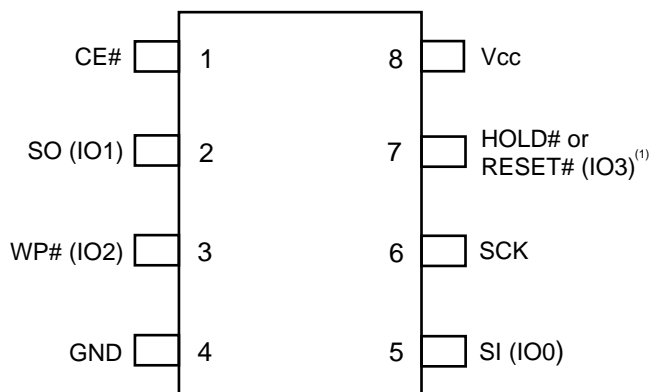 CE# 1 8 Vcc
SO (IO1) 2 7 HOLD# or
RESET# (IO3)(1)
WP# (IO2) 3 6 SCK
GND 4 5 SI (IO0)